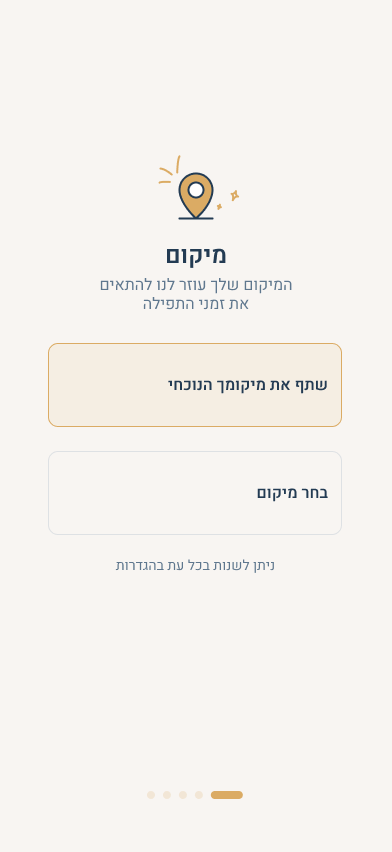 מיקום
המיקום שלך עוזר לנו להתאים
את זמני התפילה
שתף את מיקומך הנוכחי
בחר מיקום
ניתן לשנות בכל עת בהגדרות